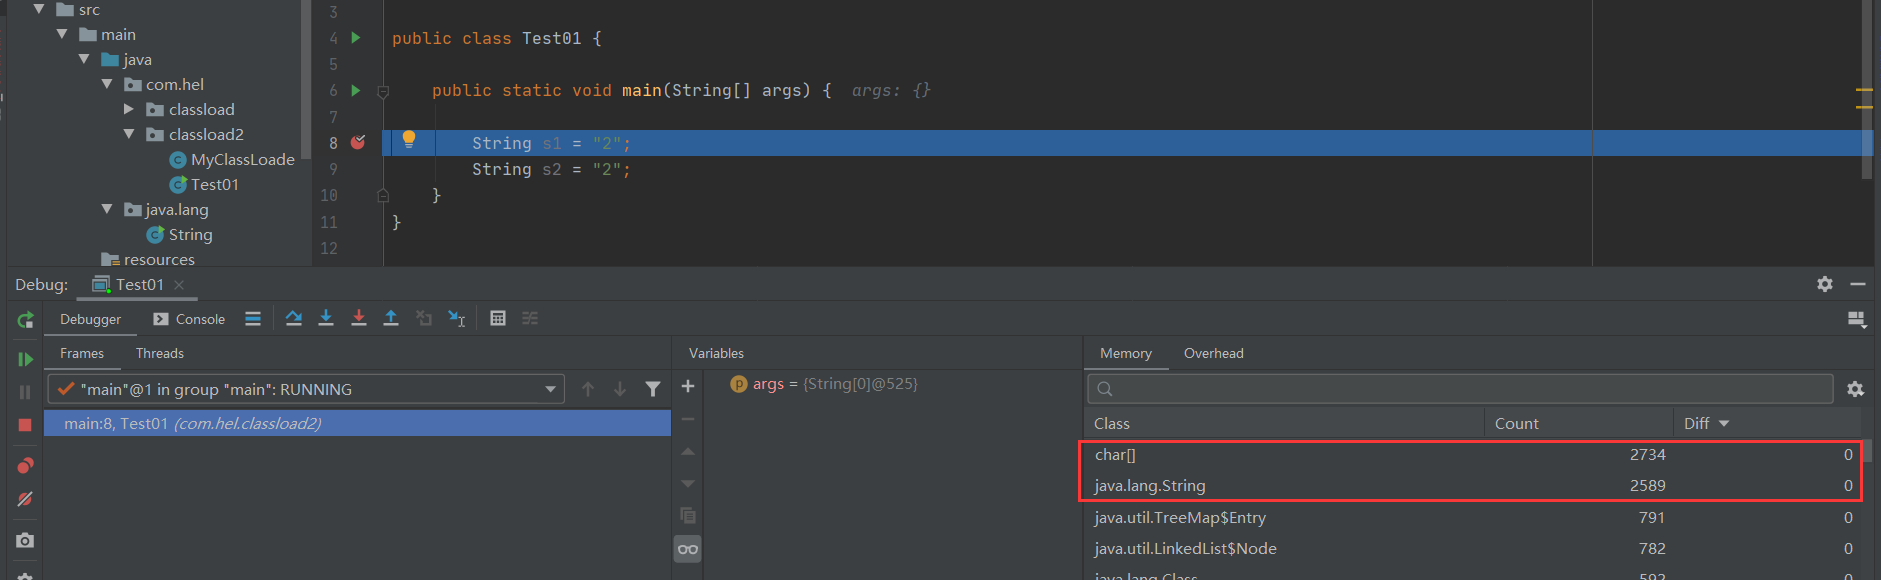 src
main
java
com.hel
classload
classload2
MyClassLoade
Test01
java.lang
String
resources
3
4 public class Test01 {
5
6 public static void main(String[] args) { args: {}
7
8 String s1 = "2";
9 String s2 = "2";
10 }
11 }
12
Debug: Test01
Debugger Console
Frames Threads
"main"@1 in group "main": RUNNING
main:8, Test01 (com.hel.classload2)
Variables
p args = {String[0]@525}
Memory Overhead
Class Count Diff
char[] 2734 0
java.lang.String 2589 0
java.util.TreeMap$Entry 791 0
java.util.LinkedList$Node 782 0
java.lang.Class 592 0